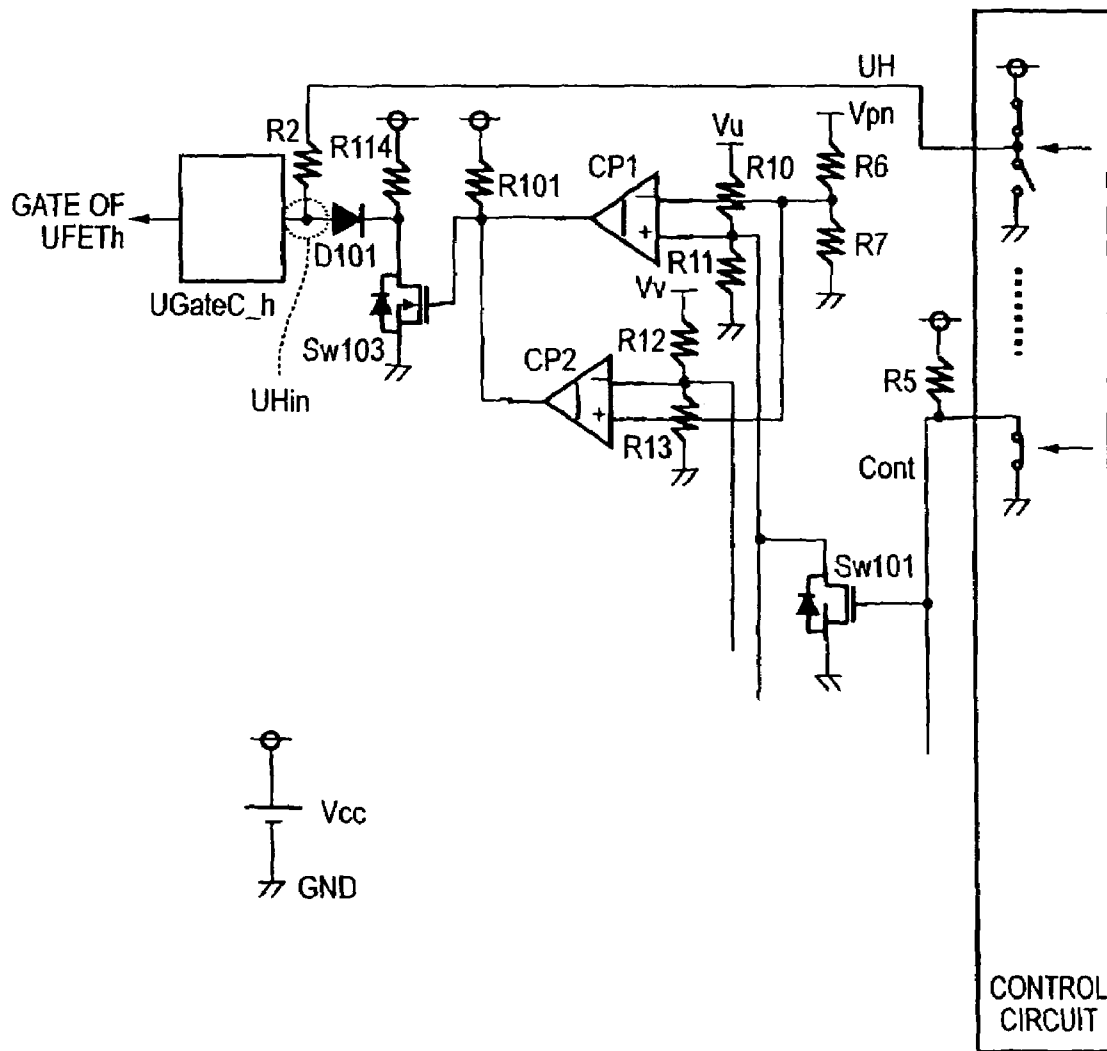 UH
R2
R114
R101
CP1
Vu
R10
Vpn
R6
GATE OF
UFETh
D101
R11
R7
UGateC_h
Vv
Sw103
CP2
R12
UHin
R13
R5
Cont
Sw101
Vcc
GND
CONTROL
CIRCUIT
−
+
−
+